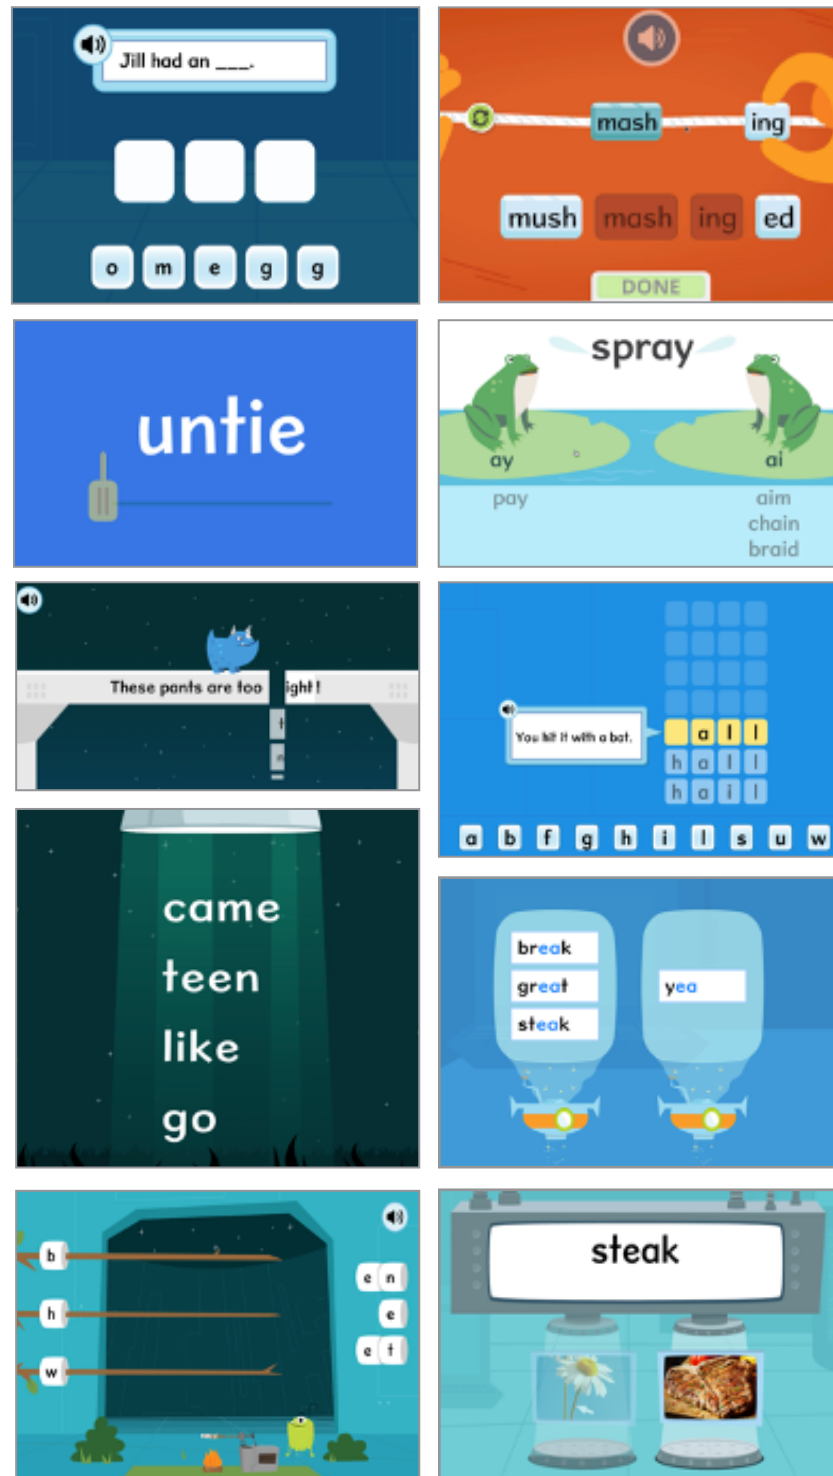 Jill had an ___.
o m e g g
mash ing
mush mash ing ed
DONE
untie
spray
ay ai
pay aim
chain
braid
These pants are too ight!
t
n
You hit it with a bat.
a l l
h a l l
h a i l
a b f g h i l s u w
came
teen
like
go
break
great yea
steak
b
e n
h
e
w
e t
steak